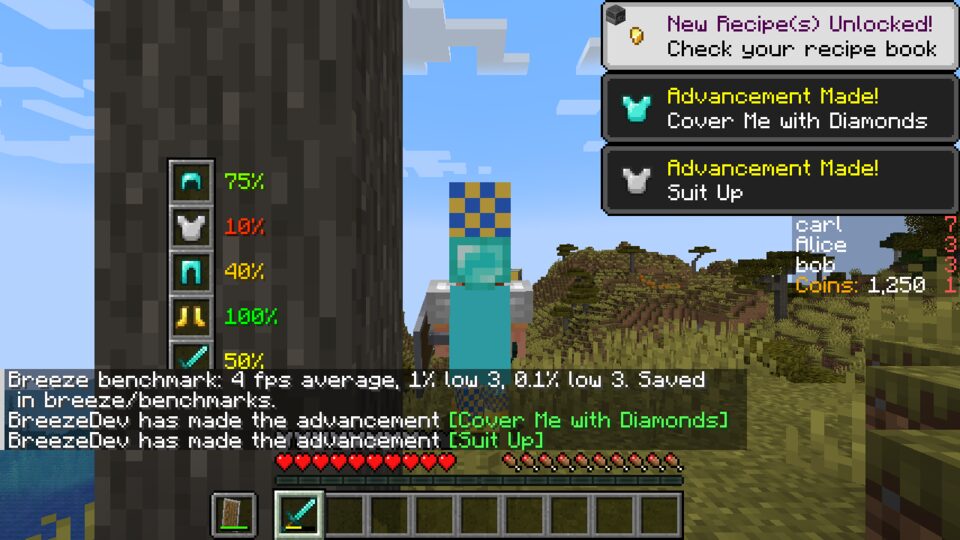 New Recipe(s) Unlocked!
Check your recipe book
Advancement Made!
Cover Me with Diamonds
Advancement Made!
Suit Up
carl 7
Alice 3
bob 3
Coins: 1,250 1
75%
10%
40%
100%
50%
Breeze benchmark: 4 fps average, 1% low 3, 0.1% low 3. Saved
in breeze/benchmarks.
BreezeDev has made the advancement [Cover Me with Diamonds]
BreezeDev has made the advancement [Suit Up]